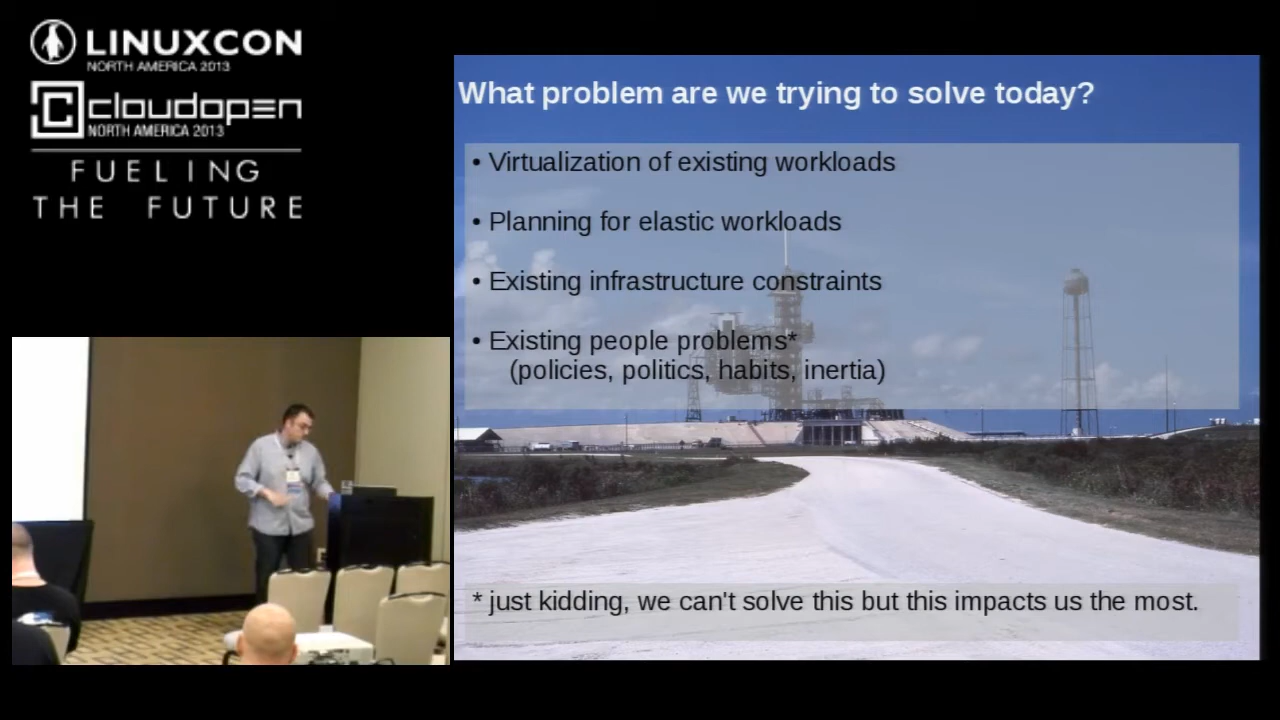 LINUXCON
NORTH AMERICA 2013
cloudopen
NORTH AMERICA 2013
FUELING
THE FUTURE
What problem are we trying to solve today?
• Virtualization of existing workloads
• Planning for elastic workloads
• Existing infrastructure constraints
• Existing people problems*
(policies, politics, habits, inertia)
* just kidding, we can't solve this but this impacts us the most.